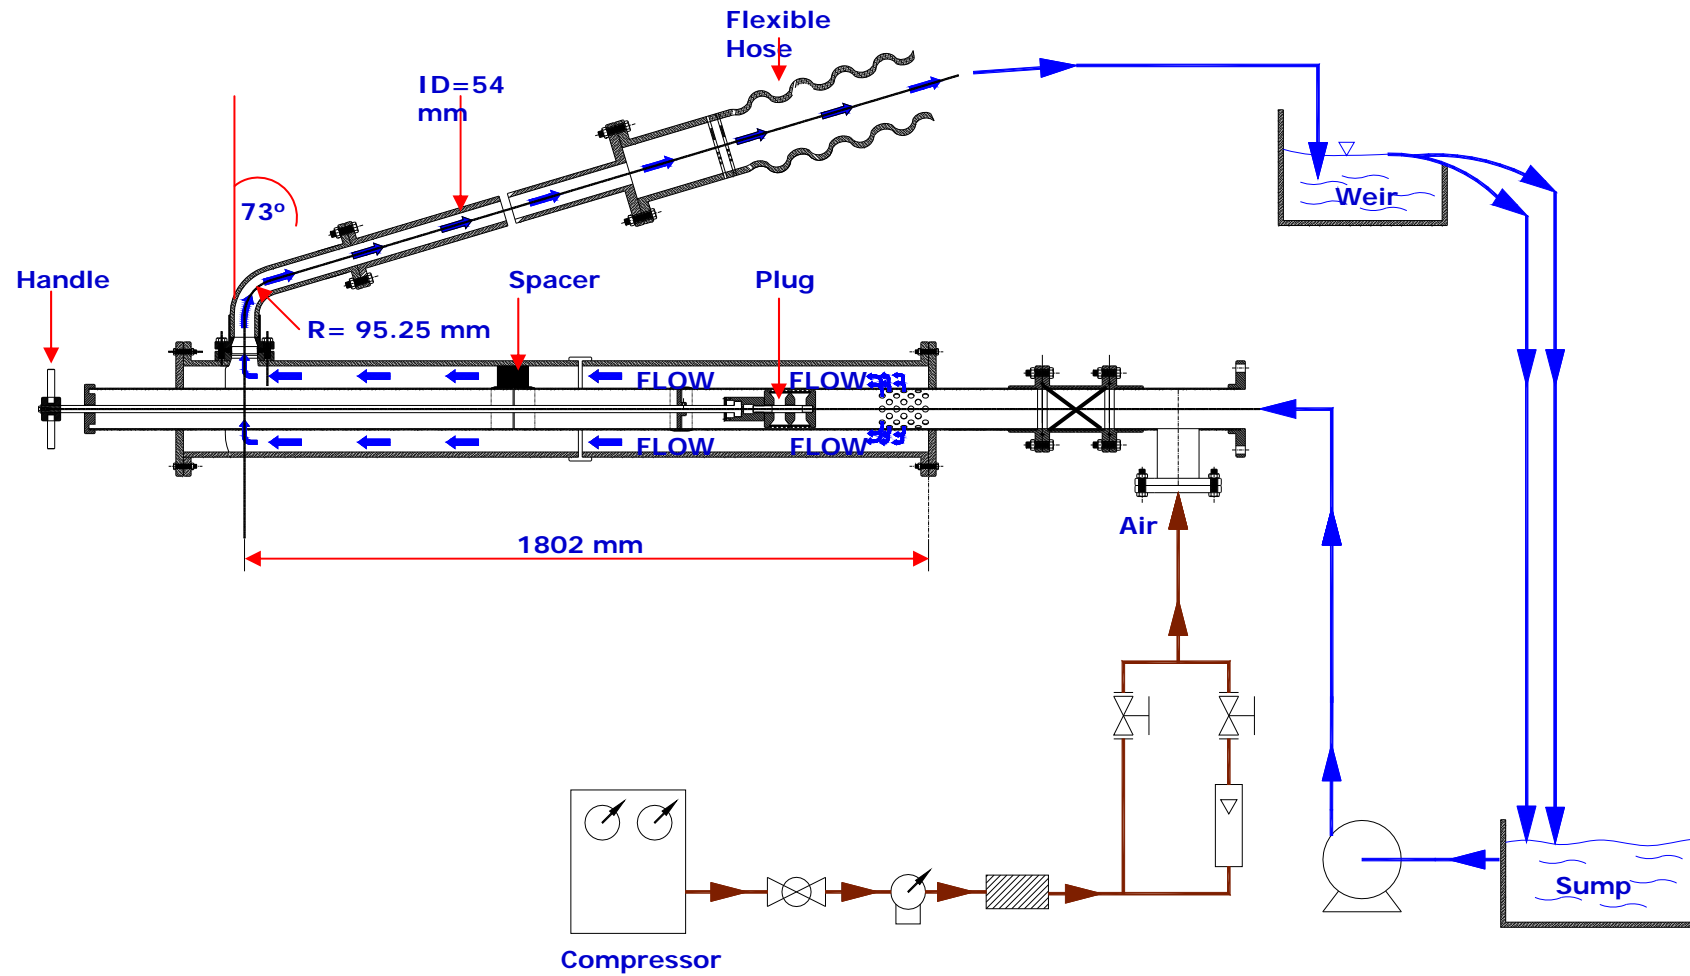 Flexible
Hose
ID=54
mm
73º
Weir
Handle
Spacer
Plug
R= 95.25 mm
FLOW
FLOW
FLOW
FLOW
Air
1802 mm
Sump
Compressor